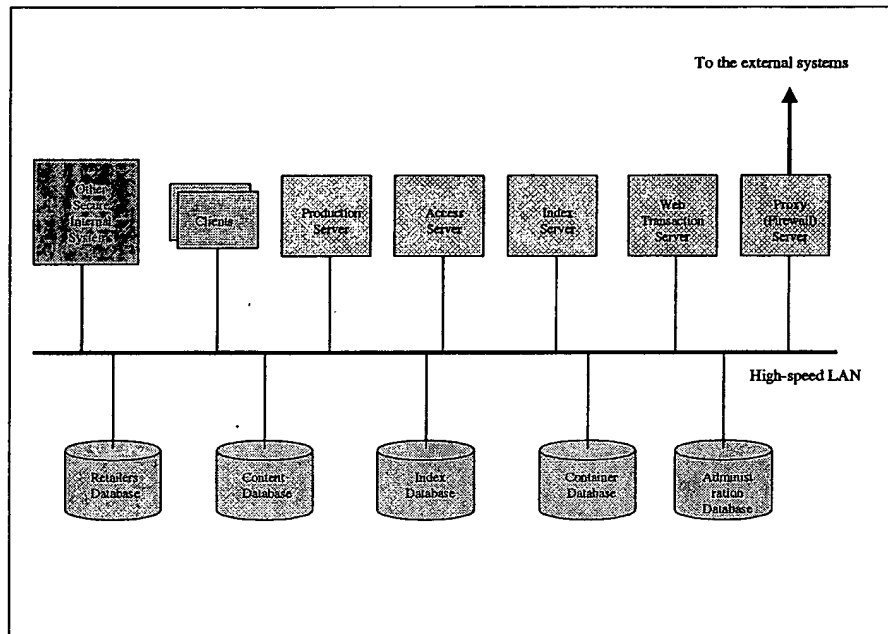 To the external systems
Other
Secure
Internal
Systems
Clients
Production
Server
Access
Server
Index
Server
Web
Transaction
Server
Proxy
(Firewall)
Server
High-speed LAN
Retailers
Database
Content
Database
Index
Database
Container
Database
Administ
ration
Database